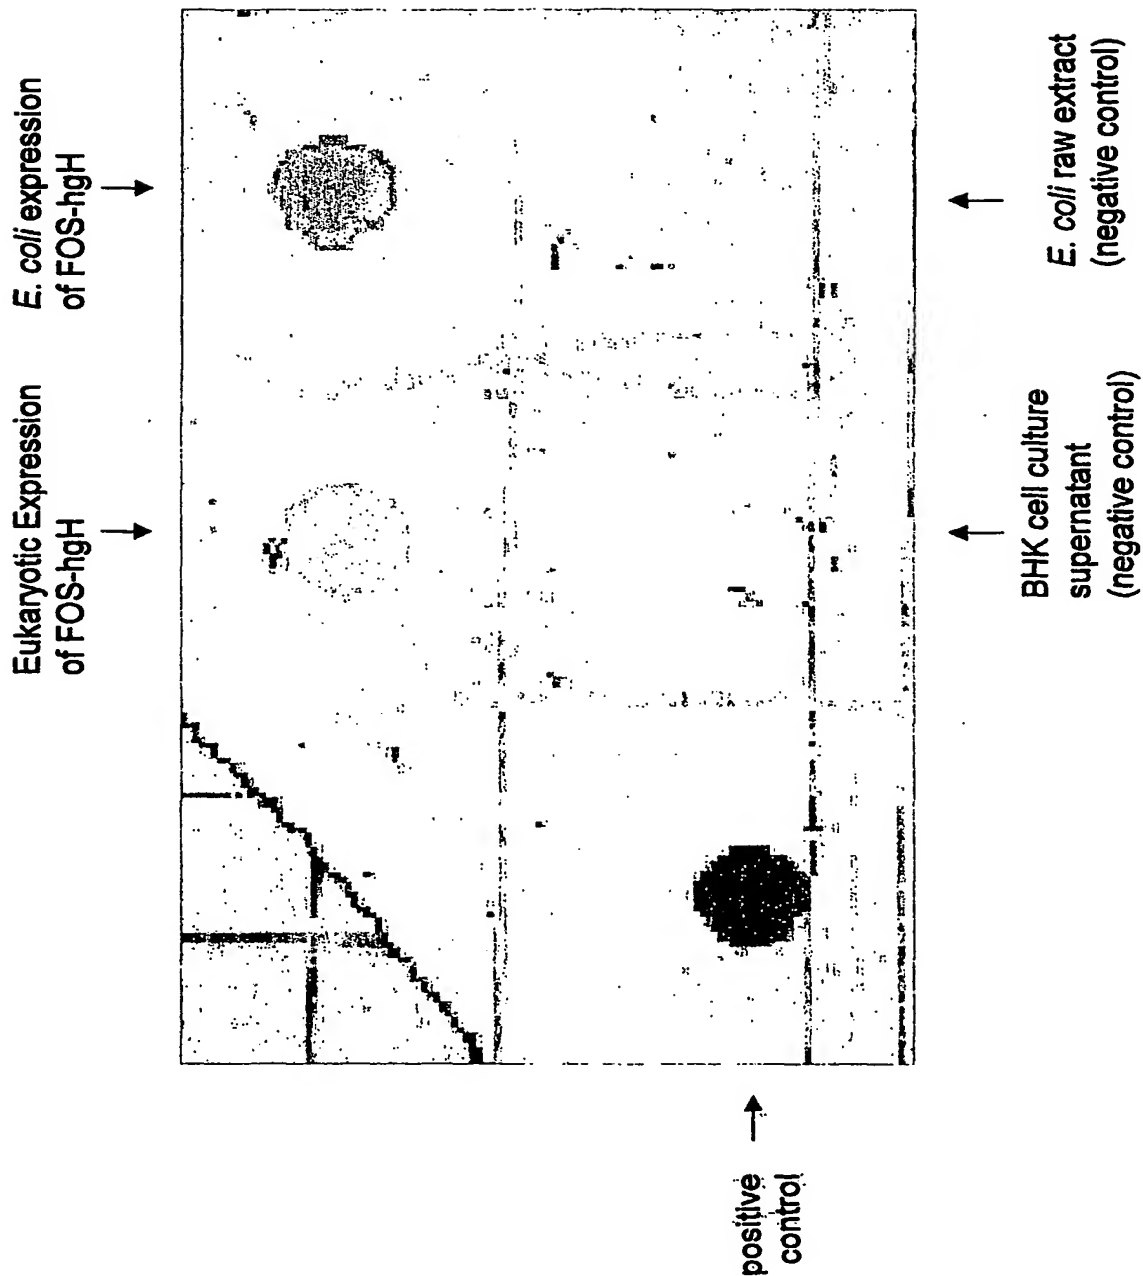 Eukaryotic Expression
of FOS-hgH
E. coli expression
of FOS-hgH
positive
control
BHK cell culture
supernatant
(negative control)
E. coli raw extract
(negative control)